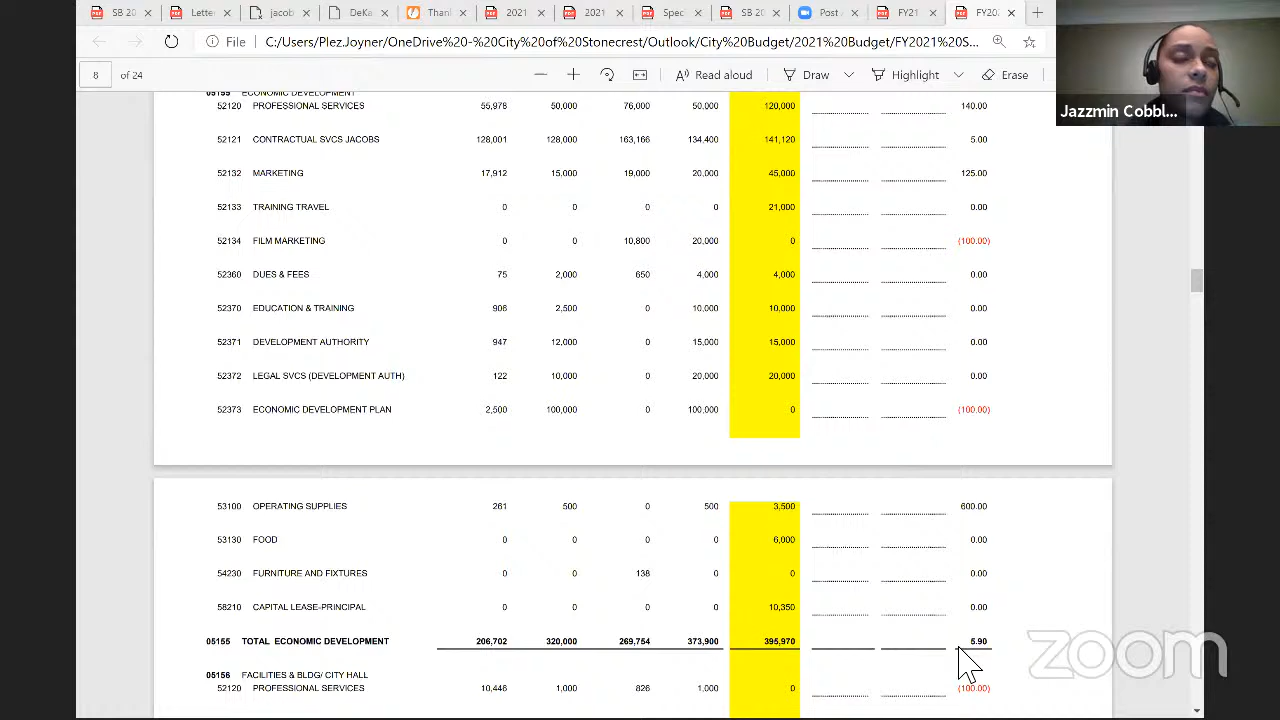 SB 20 Letter jacob Deka Than 202 2021 Spec SB 2( Post . FY21 FY20.
File C:/Users/Plez.Joyner/OneDrive%20-%20City%20of%20Stonecrest/Outlook/City%20Budget/2021%20Budget/FY2021%20S...
8 of 24 Read aloud Draw Highlight Erase
Jazzmin Cobbl...
05155 ECONOMIC DEVELOPMENT
52120 PROFESSIONAL SERVICES 55,978 50,000 76,000 50,000 120,000 140.00
52121 CONTRACTUAL SVCS JACOBS 128,001 128,000 163,166 134,400 141,120 5.00
52132 MARKETING 17,912 15,000 19,000 20,000 45,000 125.00
52133 TRAINING TRAVEL 0 0 0 0 21,000 0.00
52134 FILM MARKETING 0 0 10,800 20,000 0 (100.00)
52360 DUES & FEES 75 2,000 650 4,000 4,000 0.00
52370 EDUCATION & TRAINING 906 2,500 0 10,000 10,000 0.00
52371 DEVELOPMENT AUTHORITY 947 12,000 0 15,000 15,000 0.00
52372 LEGAL SVCS (DEVELOPMENT AUTH) 122 10,000 0 20,000 20,000 0.00
52373 ECONOMIC DEVELOPMENT PLAN 2,500 100,000 0 100,000 0 (100.00)
53100 OPERATING SUPPLIES 261 500 0 500 3,500 600.00
53130 FOOD 0 0 0 0 6,000 0.00
54230 FURNITURE AND FIXTURES 0 0 138 0 0 0.00
58210 CAPITAL LEASE-PRINCIPAL 0 0 0 0 10,350 0.00
05155 TOTAL ECONOMIC DEVELOPMENT 206,702 320,000 269,754 373,900 395,970 5.90
05156 FACILITIES & BLDG/ CITY HALL
52120 PROFESSIONAL SERVICES 10,446 1,000 826 1,000 0 (100.00)
zoom